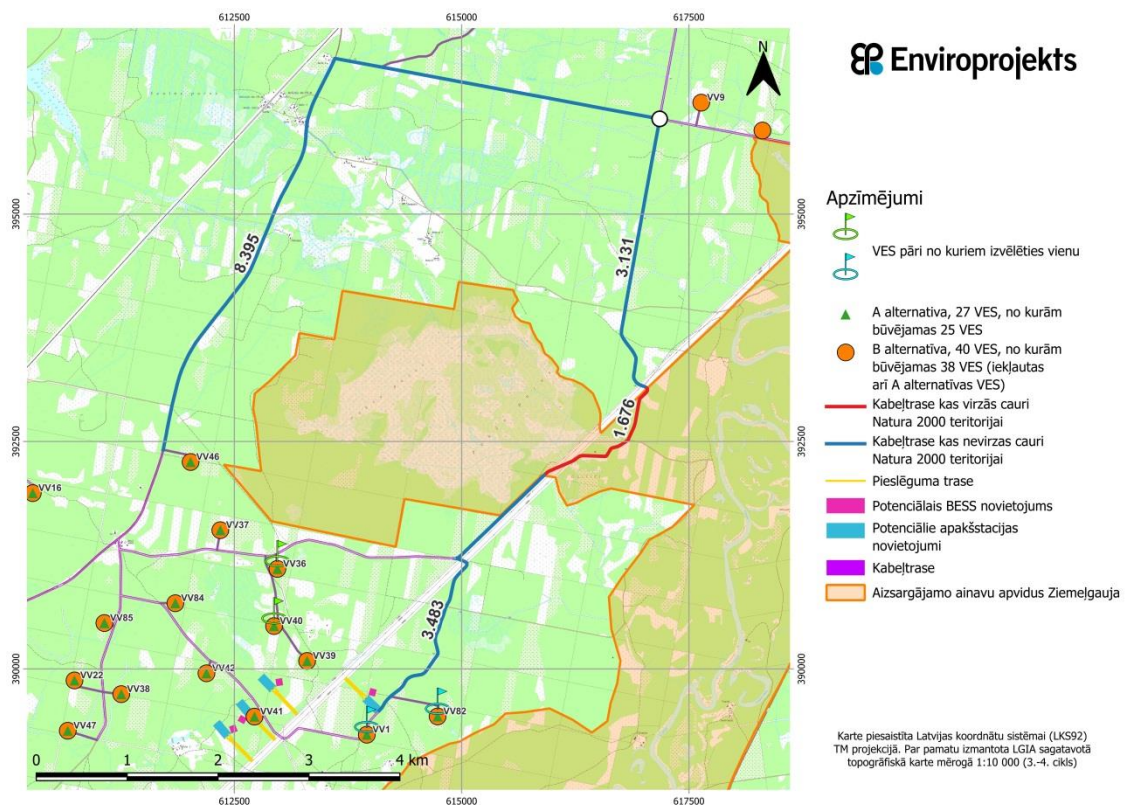 612500
615000
617500
N
Enviroprojekts
VV9
395000
395000
8.395
3.131
Apzīmējumi
VES pāri no kuriem izvēlēties vienu
A alternativa, 27 VES, no kurām
būvējamas 25 VES
B alternatīva, 40 VES, no kurām
būvējamas 38 VES (iekļautas
arī A alternatīvas VES)
Kabeļtrase kas virzās cauri
Natura 2000 teritorijai
Kabeļtrase kas nevirzas cauri
Natura 2000 teritorijai
Pieslēguma trase
Potenciālais BESS novietojums
Potenciālie apakšstacijas
novietojumi
Kabeļtrase
Aizsargājamo ainavu apvidus Ziemeļgauja
1.676
392500
392500
VV46
VV16
VV37
VV36
VV84
VV85
VV40
3.483
VV39
390000
390000
VV42
VV22
VV38
VV41
VV82
VV47
VV1
0
1
2
3
4 km
612500
615000
617500
Karte piesaistīta Latvijas koordnātu sistēmai (LKS92)
TM projekcijā. Par pamatu izmantota LGIA sagatavotā
topogrāfiskā karte mērogā 1:10 000 (3.-4. cikls)